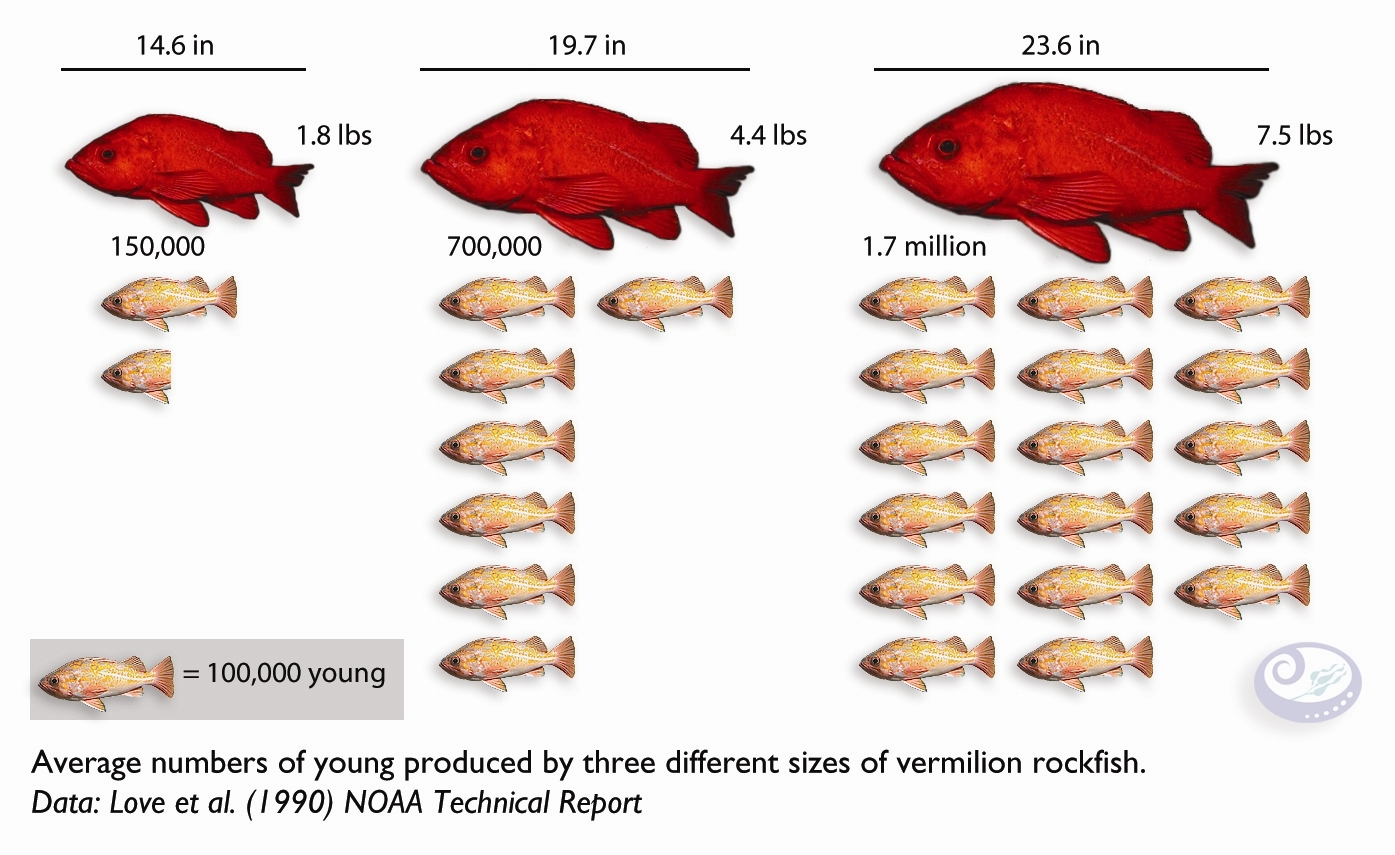 14.6 in
19.7 in
23.6 in
1.8 lbs
4.4 lbs
7.5 lbs
150,000
700,000
1.7 million
= 100,000 young
Average numbers of young produced by three different sizes of vermilion rockfish.
Data: Love et al. (1990) NOAA Technical Report